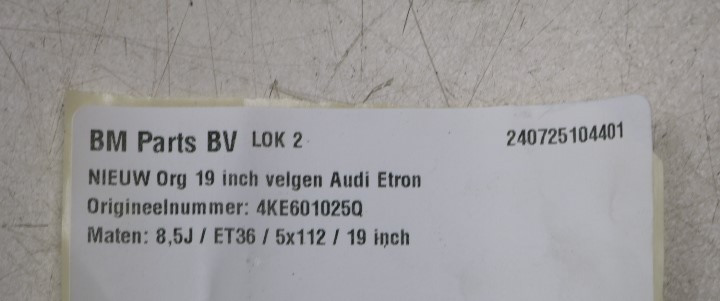 BM Parts BV LOK 2 240725104401
NIEUW Org 19 inch velgen Audi Etron
Origineelnummer: 4KE601025Q
Maten: 8,5J / ET36 / 5x112 / 19 inch